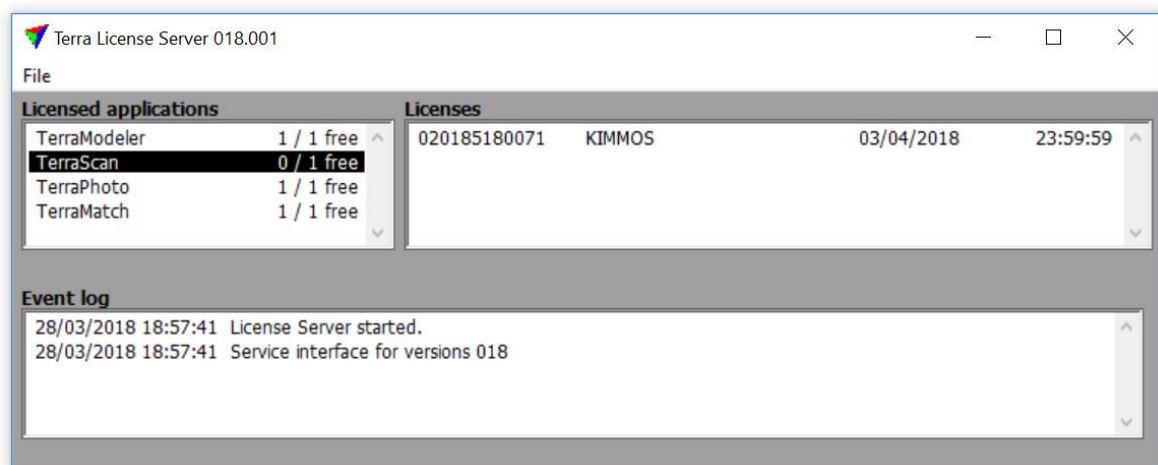 Terra License Server 018.001
File
Licensed applications
TerraModeler 1 / 1 free
TerraScan 0 / 1 free
TerraPhoto 1 / 1 free
TerraMatch 1 / 1 free
Licenses
020185180071 KIMMOS 03/04/2018 23:59:59
Event log
28/03/2018 18:57:41 License Server started.
28/03/2018 18:57:41 Service interface for versions 018